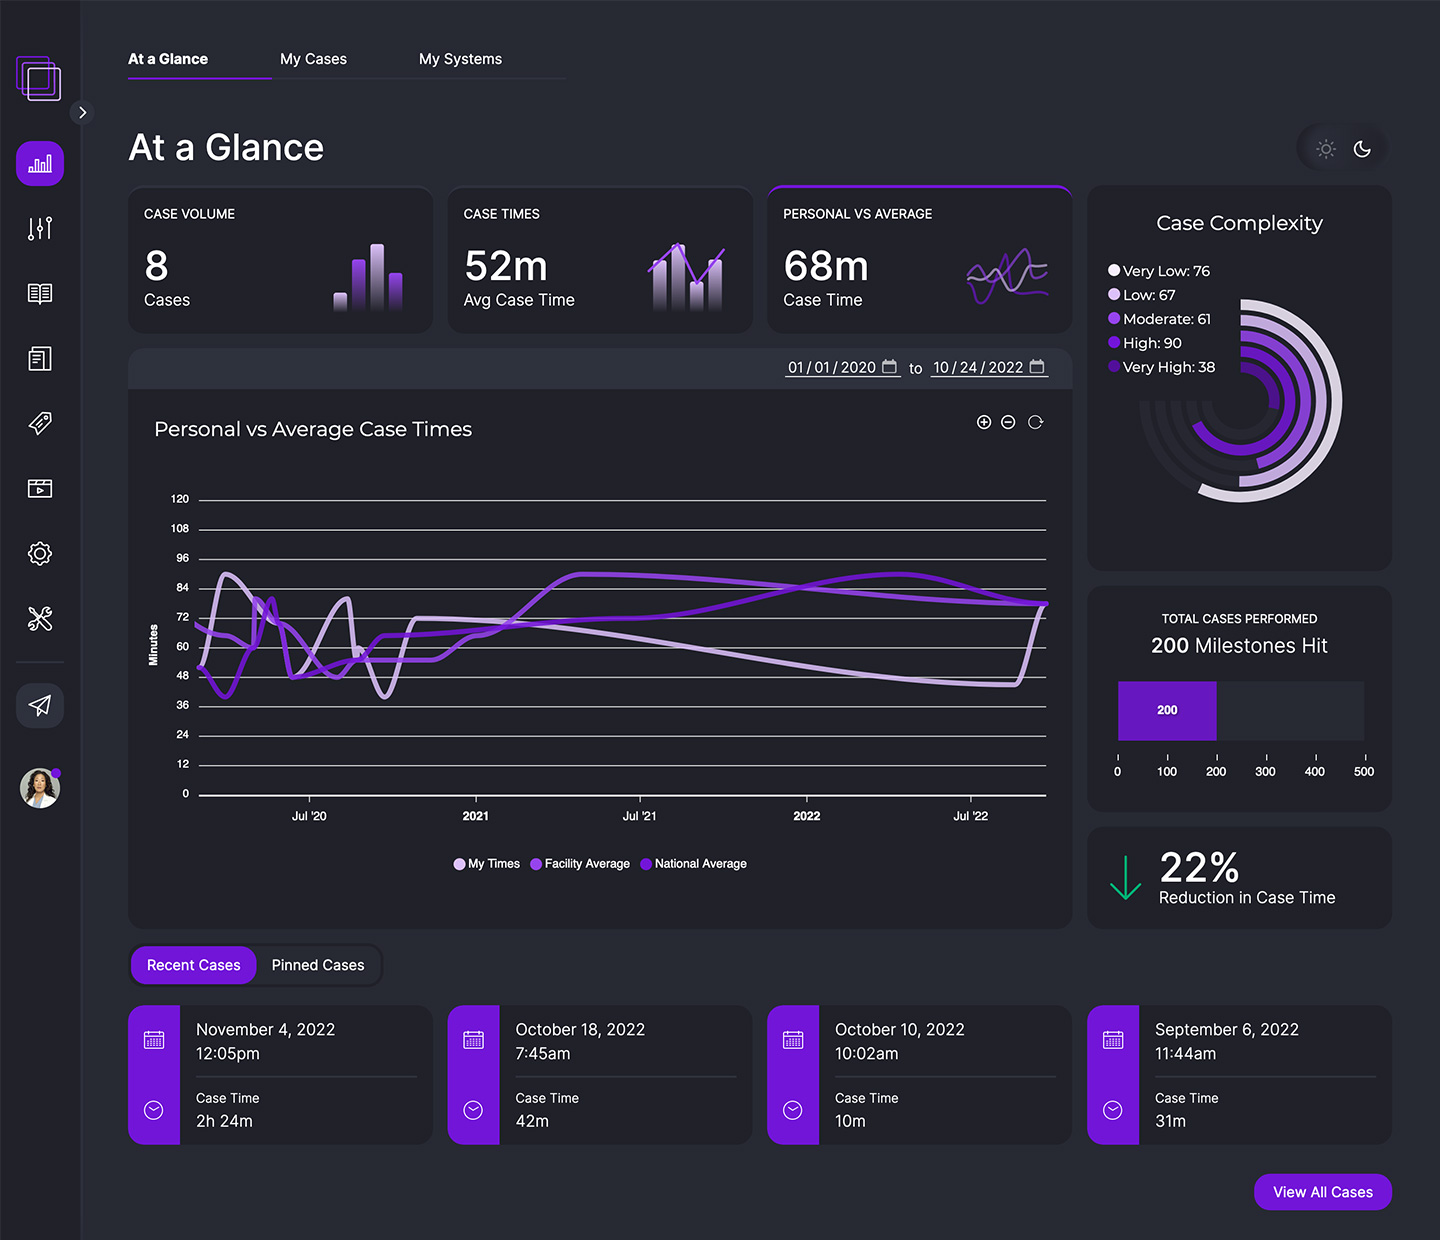 At a Glance
My Cases
My Systems
At a Glance
CASE VOLUME
8
Cases
CASE TIMES
52m
Avg Case Time
PERSONAL VS AVERAGE
68m
Case Time
Case Complexity
Very Low: 76
Low: 67
Moderate: 61
High: 90
Very High: 38
01/01/2020 to 10/24/2022
Personal vs Average Case Times
Minutes
120
108
96
84
72
60
48
36
24
12
0
Jul '20
2021
Jul '21
2022
Jul '22
My Times
Facility Average
National Average
TOTAL CASES PERFORMED
200 Milestones Hit
200
0 100 200 300 400 500
22%
Reduction in Case Time
Recent Cases
Pinned Cases
November 4, 2022
12:05pm
Case Time
2h 24m
October 18, 2022
7:45am
Case Time
42m
October 10, 2022
10:02am
Case Time
10m
September 6, 2022
11:44am
Case Time
31m
View All Cases